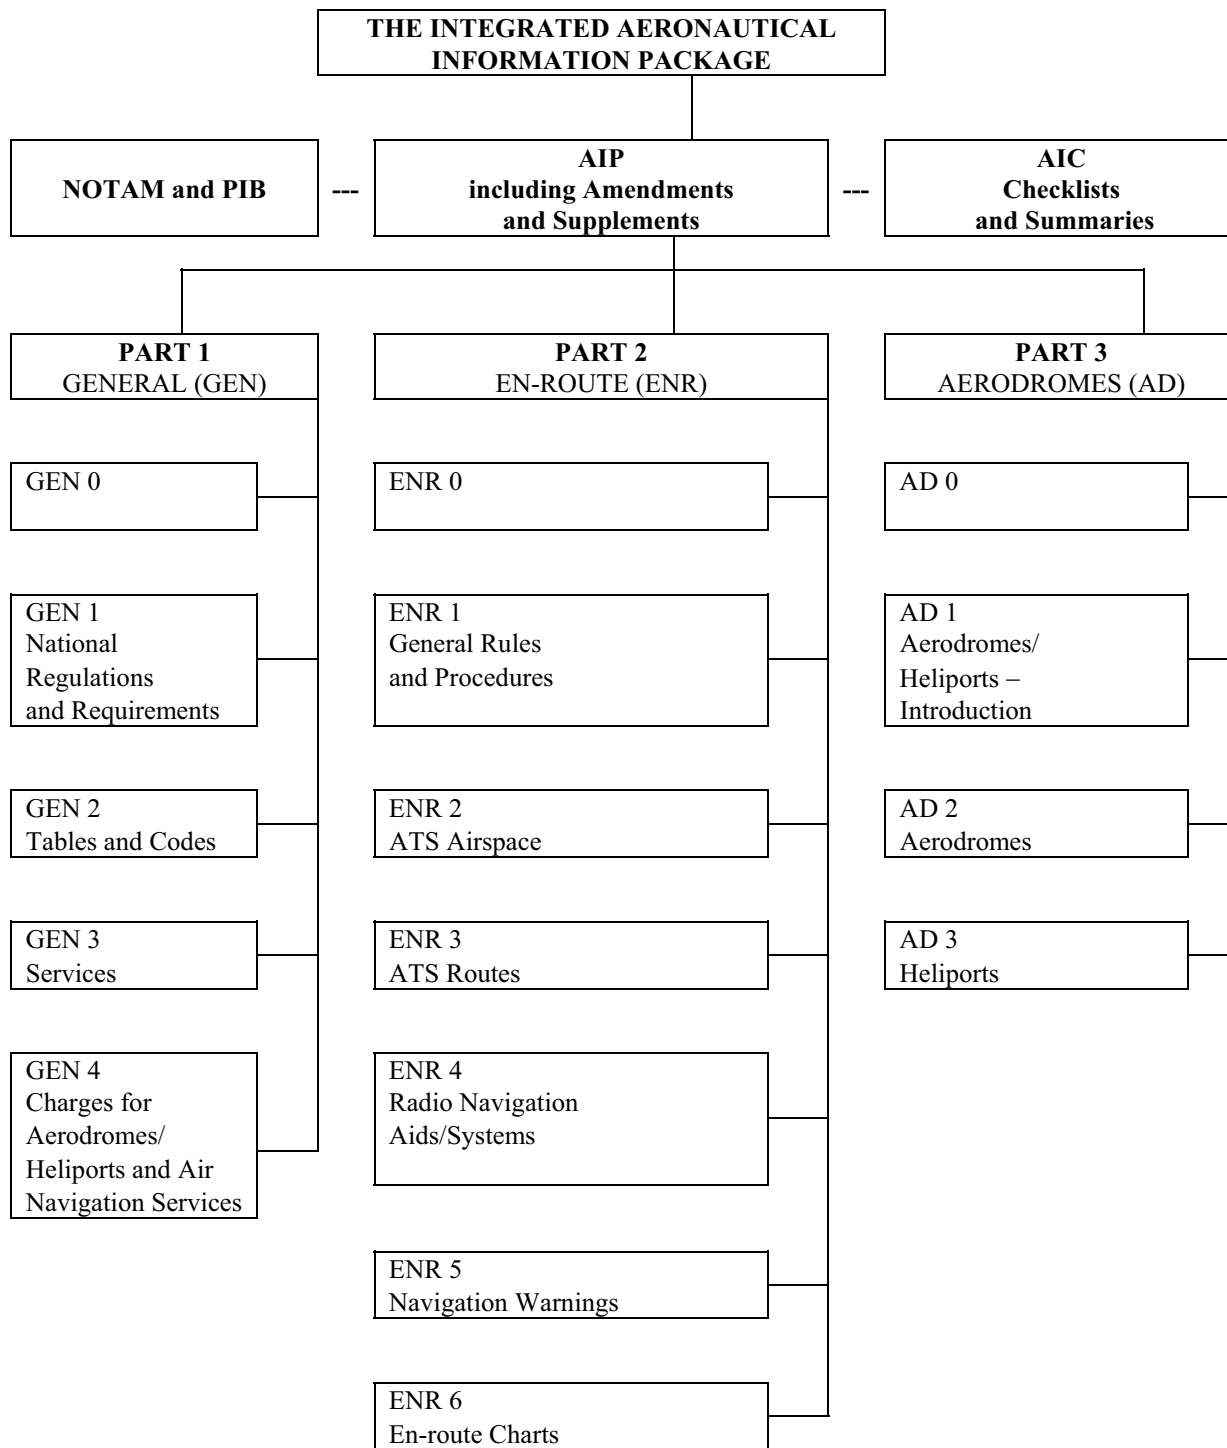 THE INTEGRATED AERONAUTICAL
INFORMATION PACKAGE
NOTAM and PIB
---
AIP
including Amendments
and Supplements
---
AIC
Checklists
and Summaries
PART 1
GENERAL (GEN)
PART 2
EN-ROUTE (ENR)
PART 3
AERODROMES (AD)
GEN 0
ENR 0
AD 0
GEN 1
National
Regulations
and Requirements
ENR 1
General Rules
and Procedures
AD 1
Aerodromes/
Heliports –
Introduction
GEN 2
Tables and Codes
ENR 2
ATS Airspace
AD 2
Aerodromes
GEN 3
Services
ENR 3
ATS Routes
AD 3
Heliports
GEN 4
Charges for
Aerodromes/
Heliports and Air
Navigation Services
ENR 4
Radio Navigation
Aids/Systems
ENR 5
Navigation Warnings
ENR 6
En-route Charts